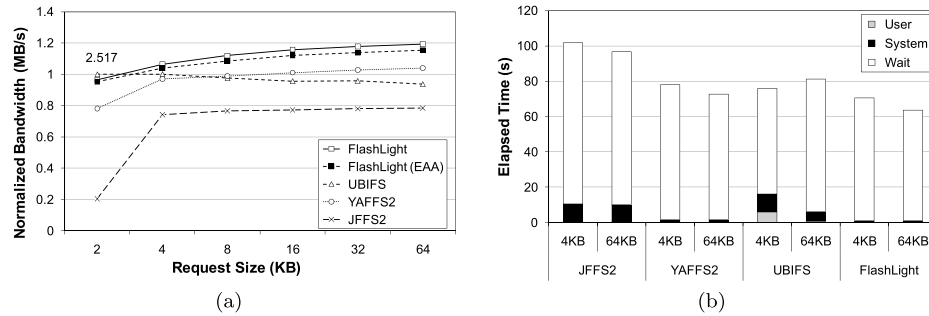 (a)
1.4
1.2
1
0.8
0.6
0.4
0.2
0
Normalized Bandwidth (MB/s)
2.517
FlashLight
FlashLight (EAA)
UBIFS
YAFFS2
JFFS2
2 4 8 16 32 64
Request Size (KB)
(a)
(b)
120
100
80
60
40
20
0
Elapsed Time (s)
User
System
Wait
4KB 64KB 4KB 64KB 4KB 64KB 4KB 64KB
JFFS2 YAFFS2 UBIFS FlashLight
(b)